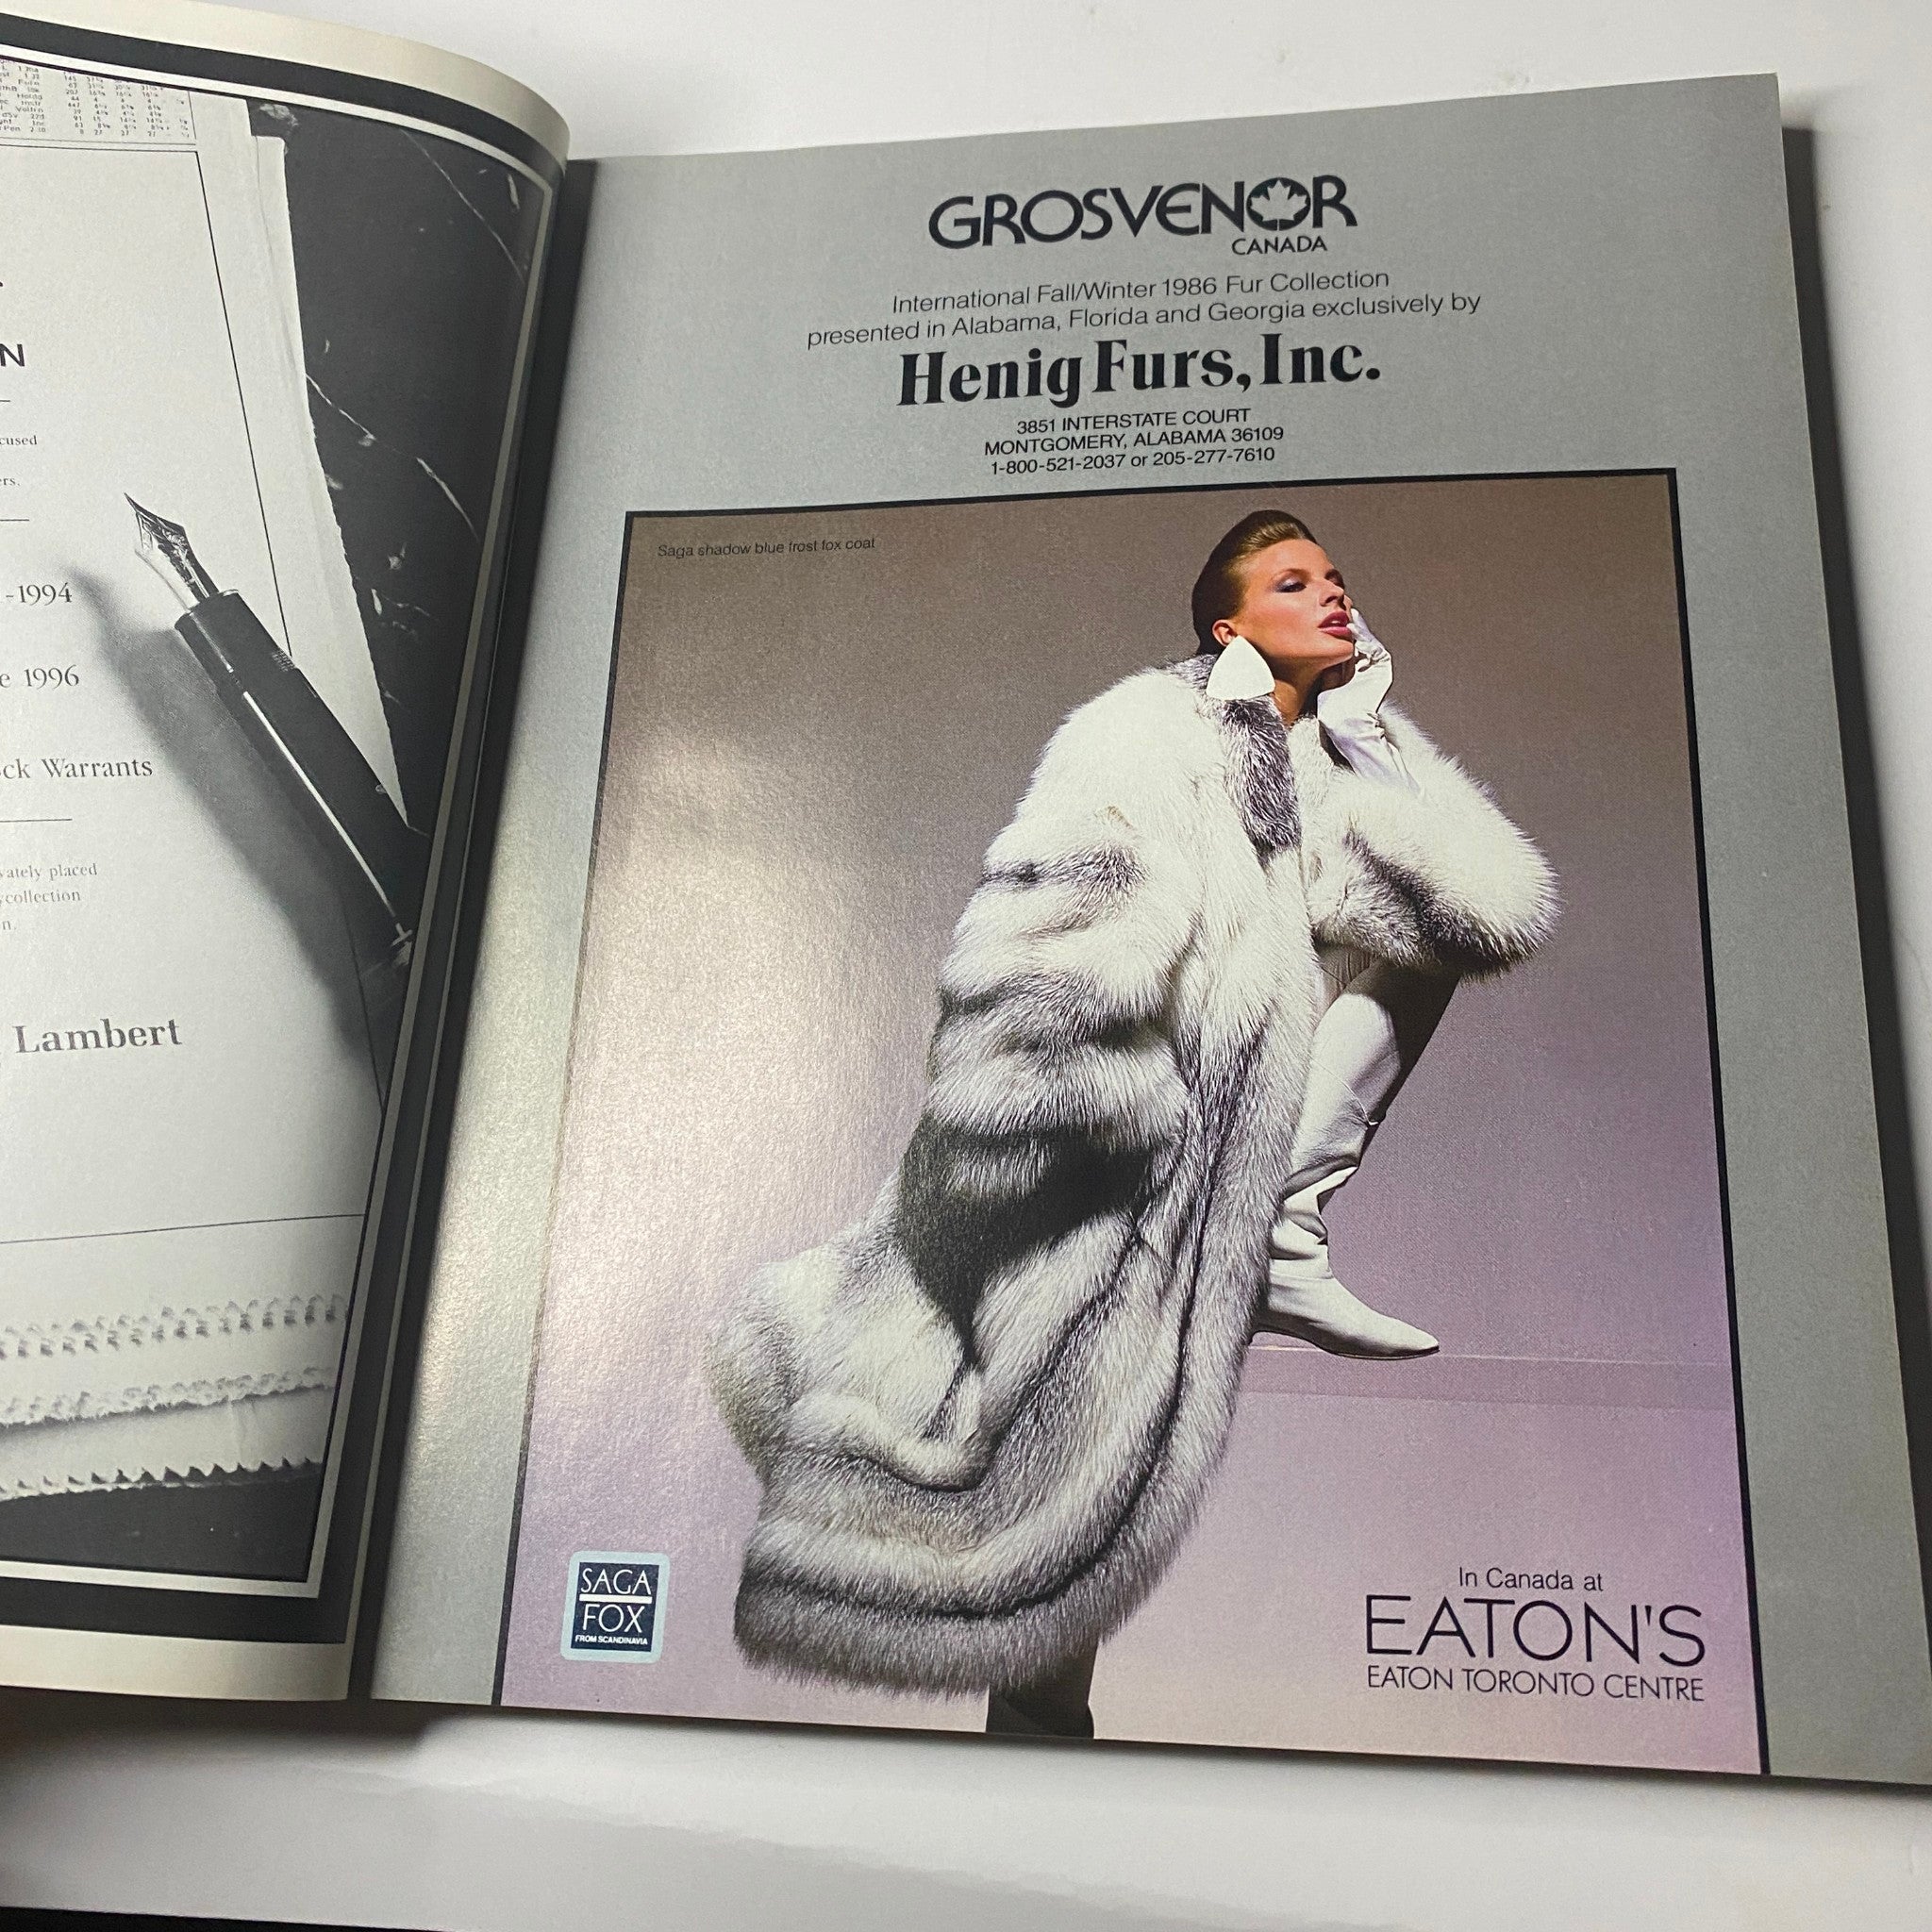 N
cused
ers.
-1994
e 1996
ck Warrants
vately placed
collection
n.
Lambert
GROSVENOR
CANADA
International Fall/Winter 1986 Fur Collection
presented in Alabama, Florida and Georgia exclusively by
Henig Furs, Inc.
3851 INTERSTATE COURT
MONTGOMERY, ALABAMA 36109
1-800-521-2037 or 205-277-7610
Saga shadow blue frost fox coat
SAGA
FOX
FROM SCANDINAVIA
In Canada at
EATON'S
EATON TORONTO CENTRE